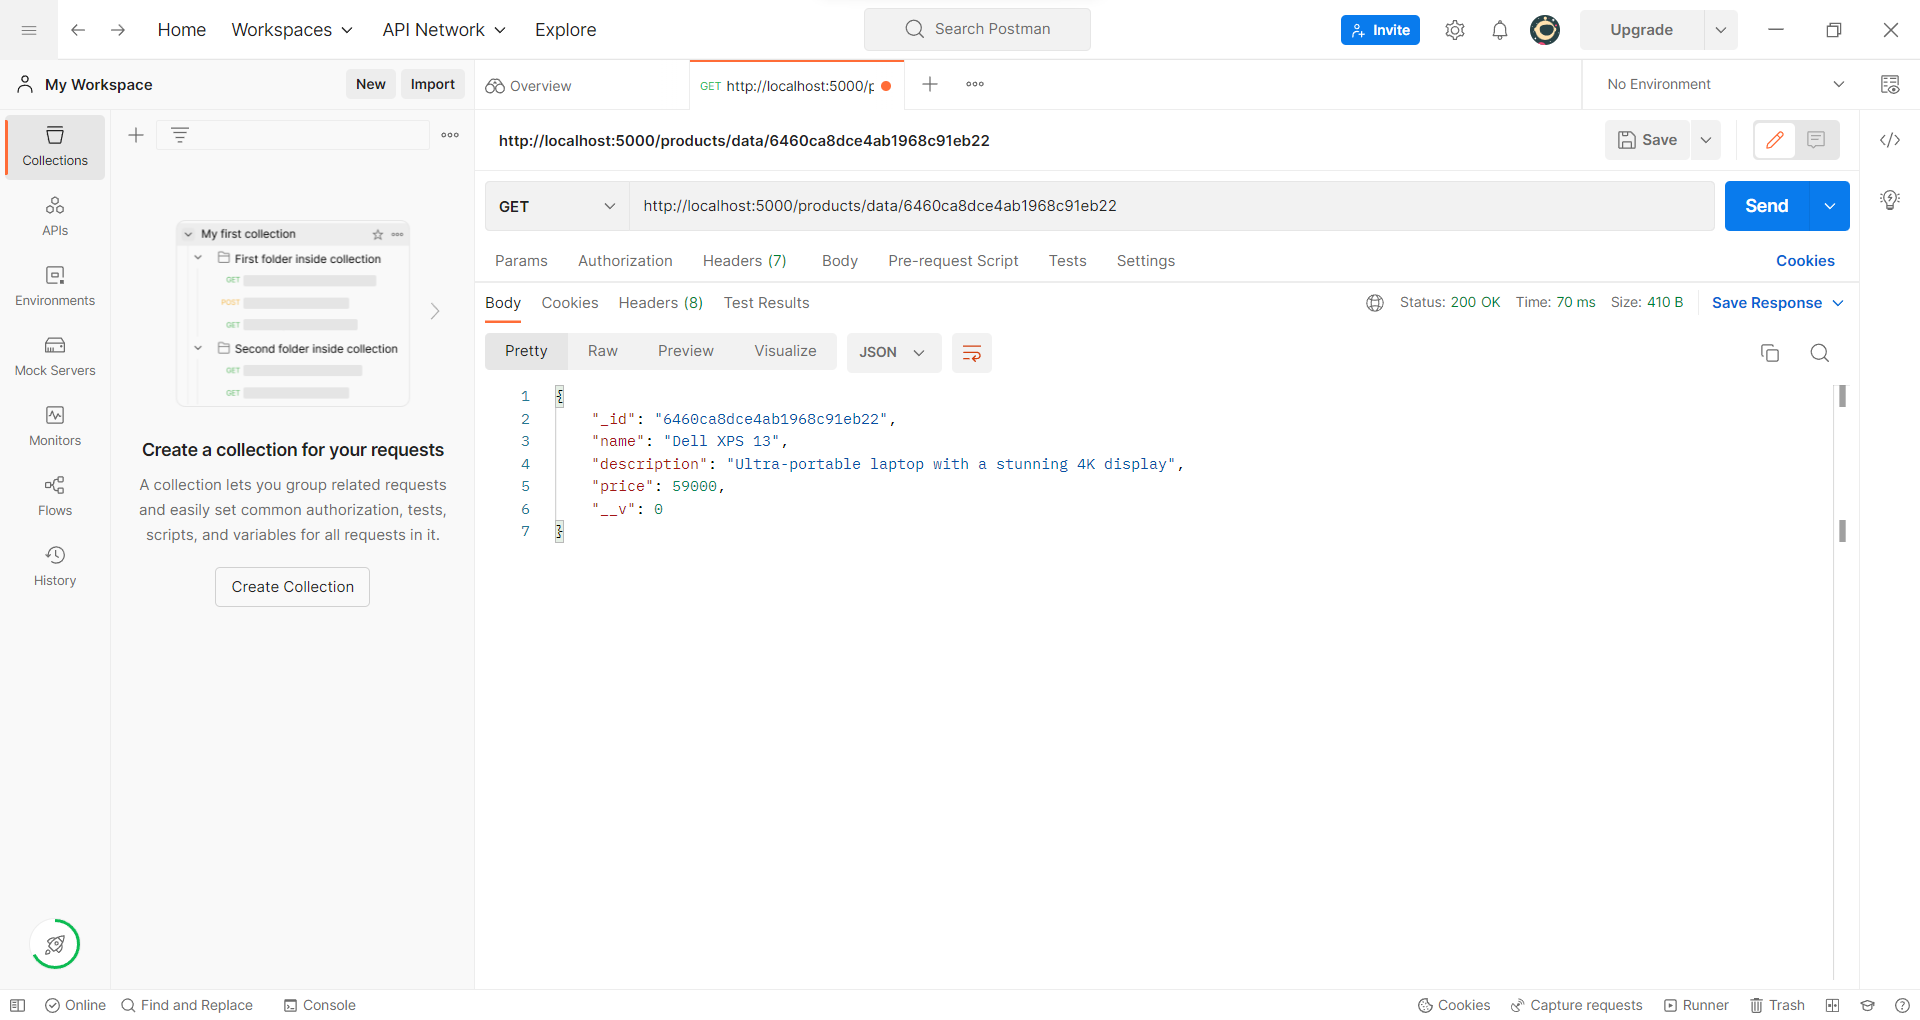 Home Workspaces API Network Explore Search Postman Invite Upgrade
My Workspace New Import Overview GET http://localhost:5000/p No Environment
Collections
APIs
Environments
Mock Servers
Monitors
Flows
History
My first collection
First folder inside collection
GET
POST
GET
Second folder inside collection
GET
GET
Create a collection for your requests
A collection lets you group related requests
and easily set common authorization, tests,
scripts, and variables for all requests in it.
Create Collection
http://localhost:5000/products/data/6460ca8dce4ab1968c91eb22 Save
GET http://localhost:5000/products/data/6460ca8dce4ab1968c91eb22 Send
Params Authorization Headers (7) Body Pre-request Script Tests Settings Cookies
Body Cookies Headers (8) Test Results Status: 200 OK Time: 70 ms Size: 410 B Save Response
Pretty Raw Preview Visualize JSON
1 {
2 "_id": "6460ca8dce4ab1968c91eb22",
3 "name": "Dell XPS 13",
4 "description": "Ultra-portable laptop with a stunning 4K display",
5 "price": 59000,
6 "__v": 0
7 }
Online Find and Replace Console Cookies Capture requests Runner Trash